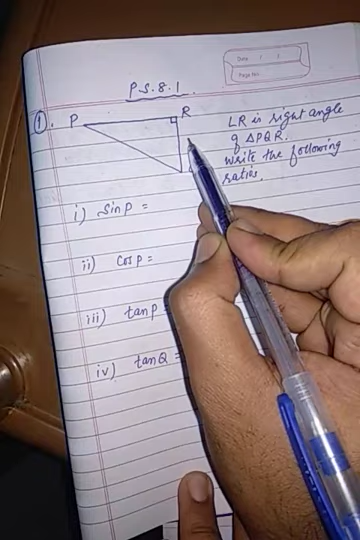 Date
Page No.
P.S.8.1
1. P R
∠R is right angle
of ΔPQR.
Write the following
ratios.
i) sin P =
ii) cos P =
iii) tan P =
iv) tan Q =